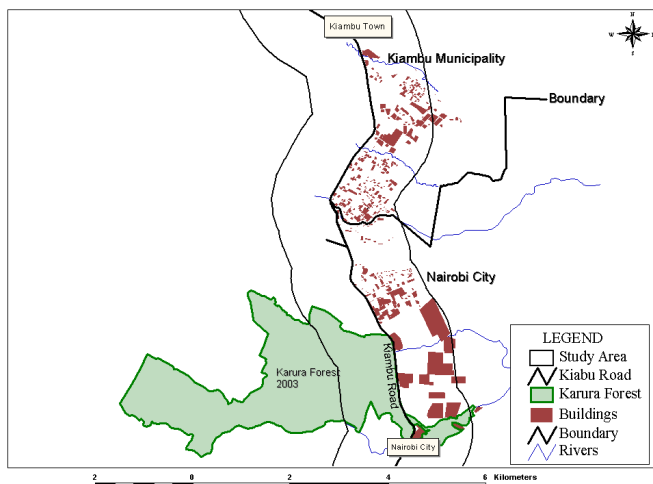 Kiambu Town
N
W
E
S
Kiambu Municipality
Boundary
Nairobi City
Kiambu Road
Karura Forest
2003
Nairobi City
LEGEND
Study Area
Kiabu Road
Karura Forest
Buildings
Boundary
Rivers
2 0 2 4 6 Kilometers